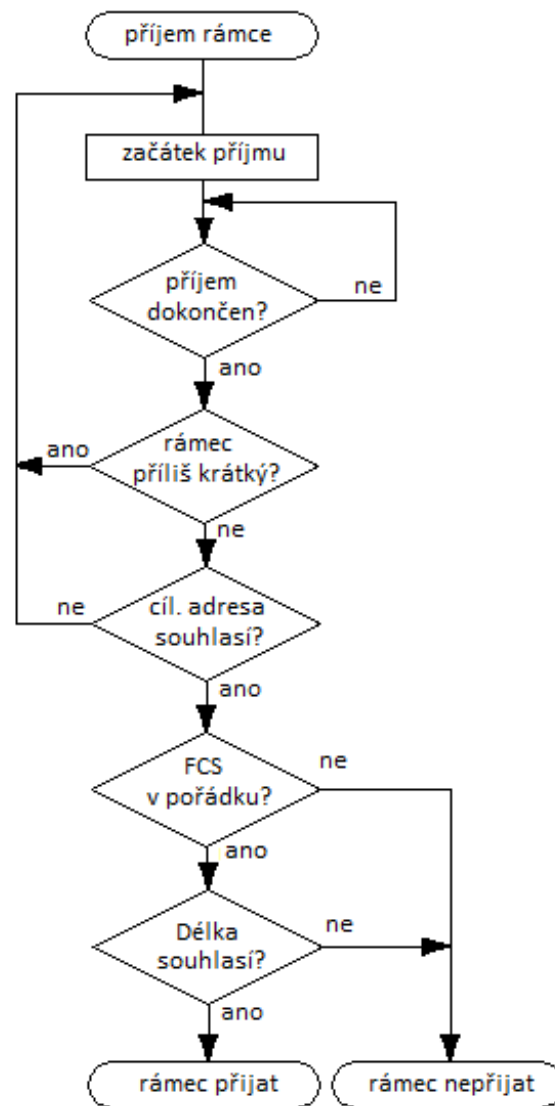 příjem rámce
začátek příjmu
příjem
dokončen?
ne
ano
rámec
příliš krátký?
ano
ne
cíl. adresa
souhlasí?
ne
ano
FCS
v pořádku?
ne
ano
Délka
souhlasí?
ne
ano
rámec přijat
rámec nepřijat